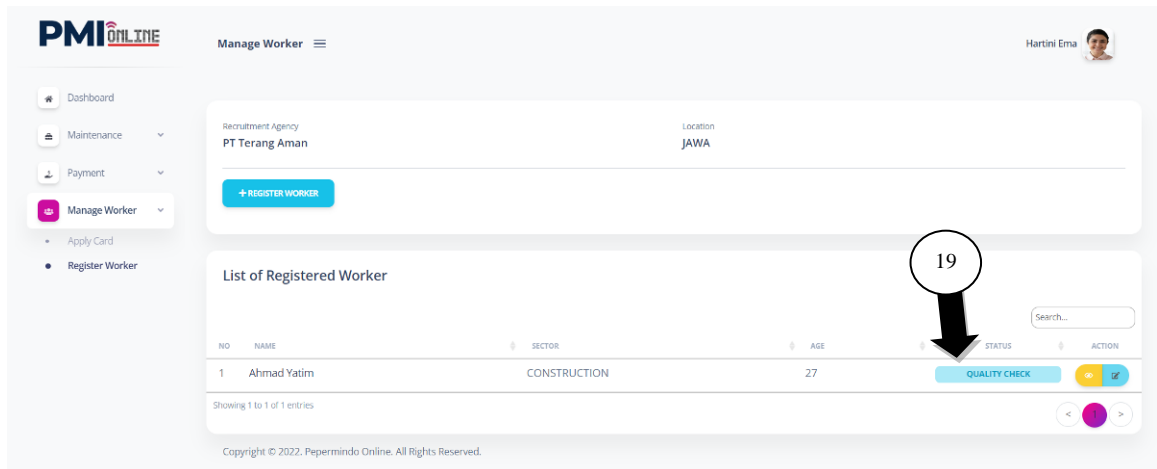 PMI ONLINE
Manage Worker
Hartini Ema
Dashboard
Maintenance
Payment
Manage Worker
Apply Card
Register Worker
Recruitment Agency
PT Terang Aman
Location
JAWA
+ REGISTER WORKER
List of Registered Worker
19
Search...
NO NAME SECTOR AGE STATUS ACTION
1 Ahmad Yatim CONSTRUCTION 27 QUALITY CHECK
Showing 1 to 1 of 1 entries
< 1 >
Copyright © 2022. Pepermindo Online. All Rights Reserved.